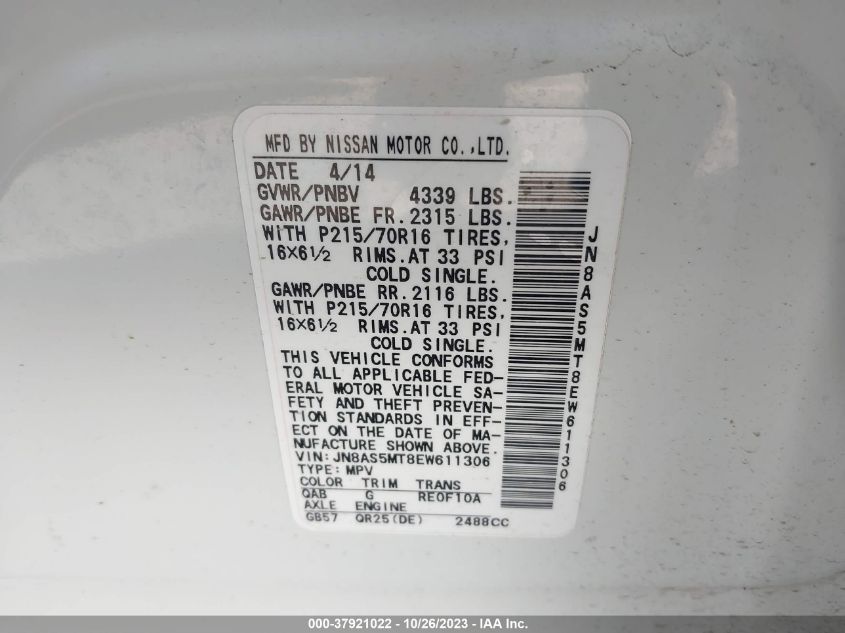 MFD BY NISSAN MOTOR CO.,LTD.
DATE 4/14
GVWR/PNBV 4339 LBS.
GAWR/PNBE FR.2315 LBS.
WITH P215/70R16 TIRES,
16X6½ RIMS.AT 33 PSI
COLD SINGLE.
GAWR/PNBE RR.2116 LBS.
WITH P215/70R16 TIRES,
16X6½ RIMS.AT 33 PSI
COLD SINGLE.
THIS VEHICLE CONFORMS
TO ALL APPLICABLE FED-
ERAL MOTOR VEHICLE SA-
FETY AND THEFT PREVEN-
TION STANDARDS IN EFF-
ECT ON THE DATE OF MA-
NUFACTURE SHOWN ABOVE.
VIN:JN8AS5MT8EW611306
TYPE:MPV
COLOR TRIM TRANS
QAB G RE0F10A
AXLE ENGINE
GB57 QR25(DE) 2488CC
JN8AS5MT8EW611306
000-37921022 - 10/26/2023 - Copyright © IAA, Inc.